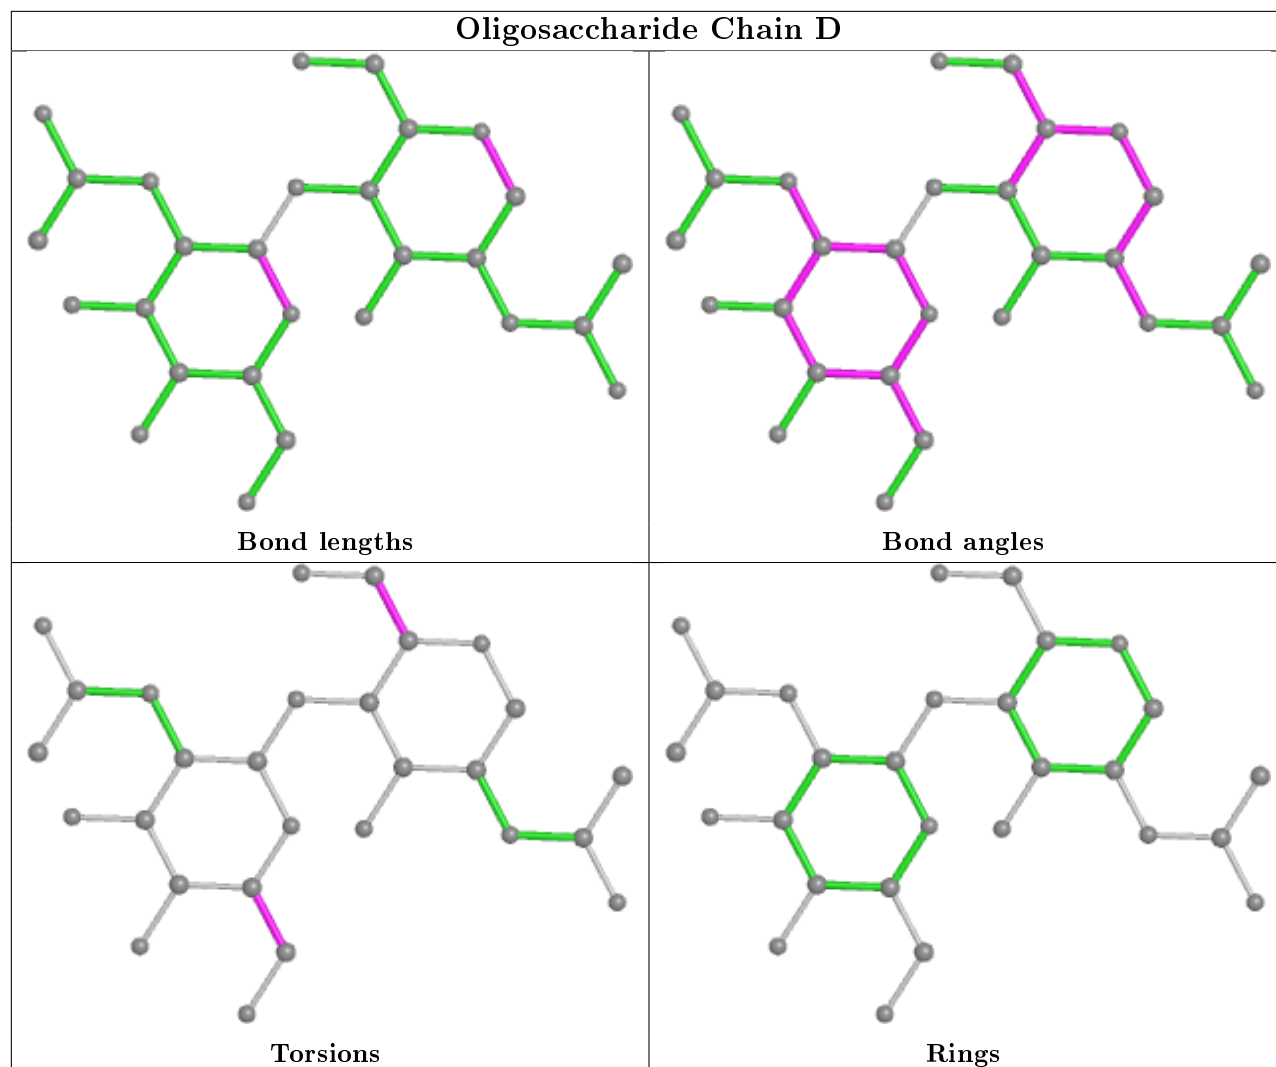 Oligosaccharide Chain D
Bond lengths
Bond angles
Torsions
Rings